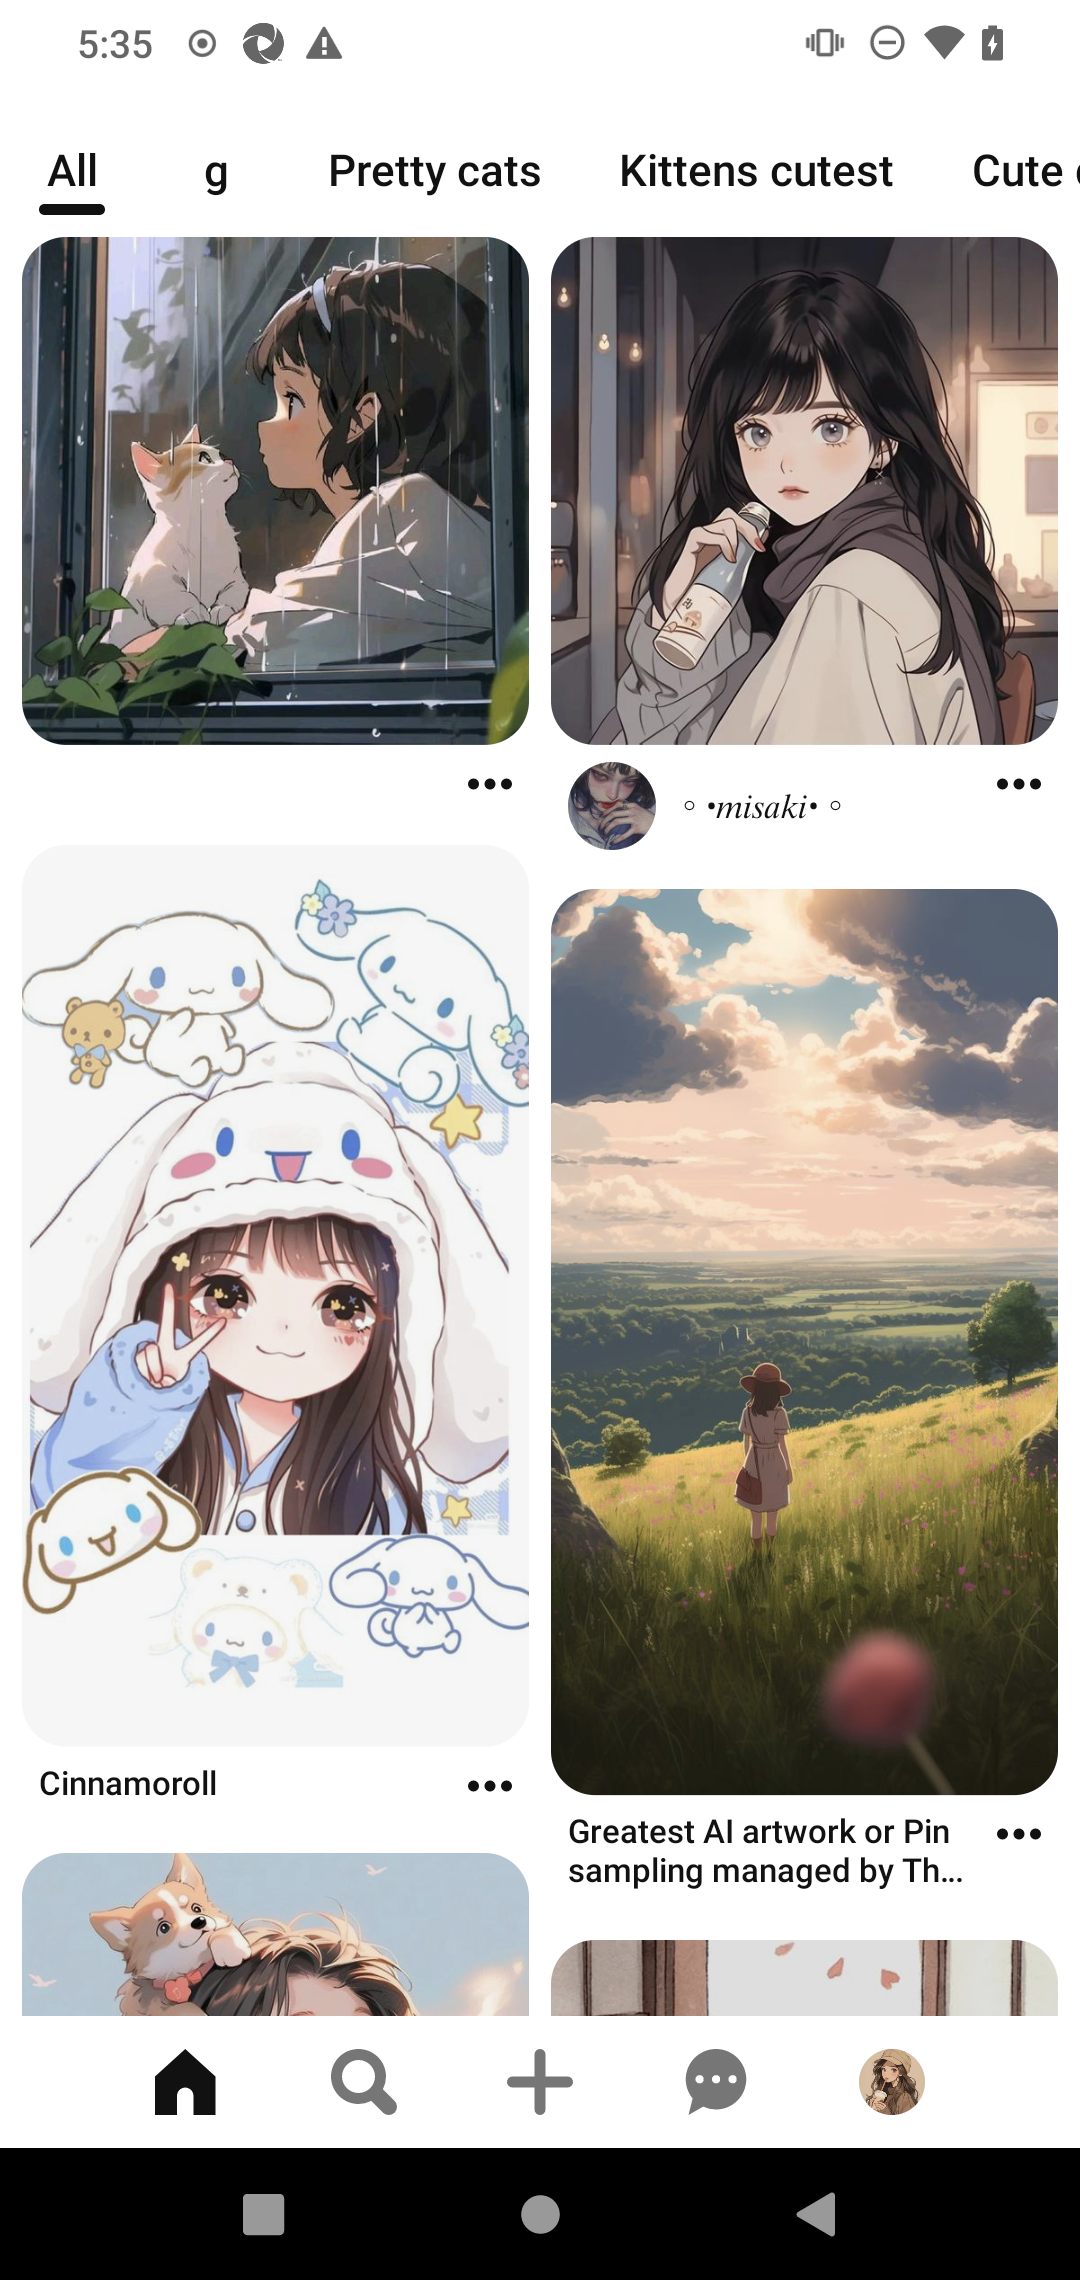 5:35
All
g
Pretty cats
Kittens cutest
Cute
◦ •misaki• ◦
Cinnamoroll
Greatest AI artwork or Pin
sampling managed by Th...